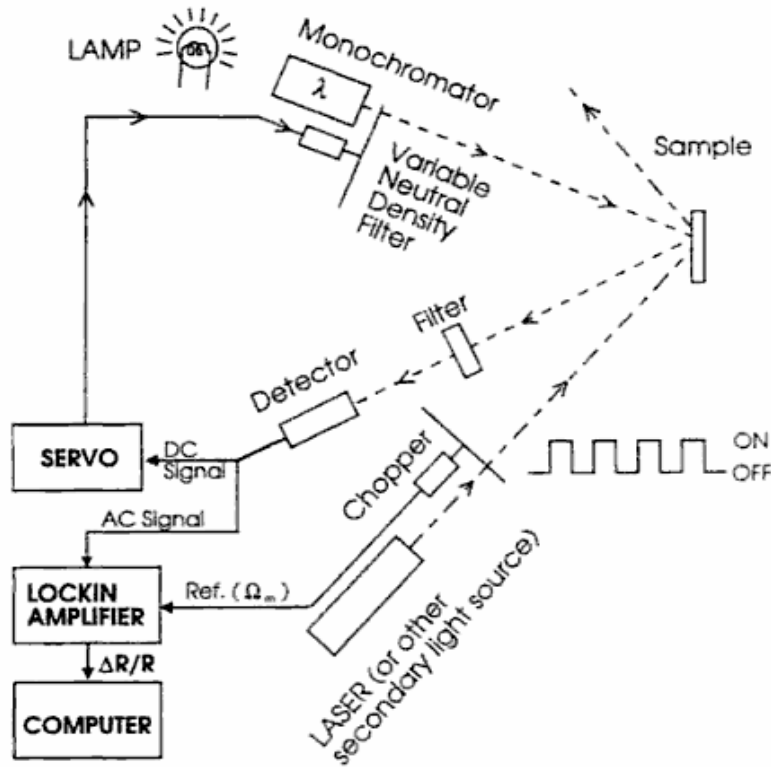 LAMP
Monochromator
λ
Variable
Neutral
Density
Filter
Sample
Filter
Detector
SERVO
DC
Signal
Chopper
ON
OFF
AC Signal
LOCKIN
AMPLIFIER
Ref. (Ωm)
LASER (or other
secondary light source)
ΔR/R
COMPUTER